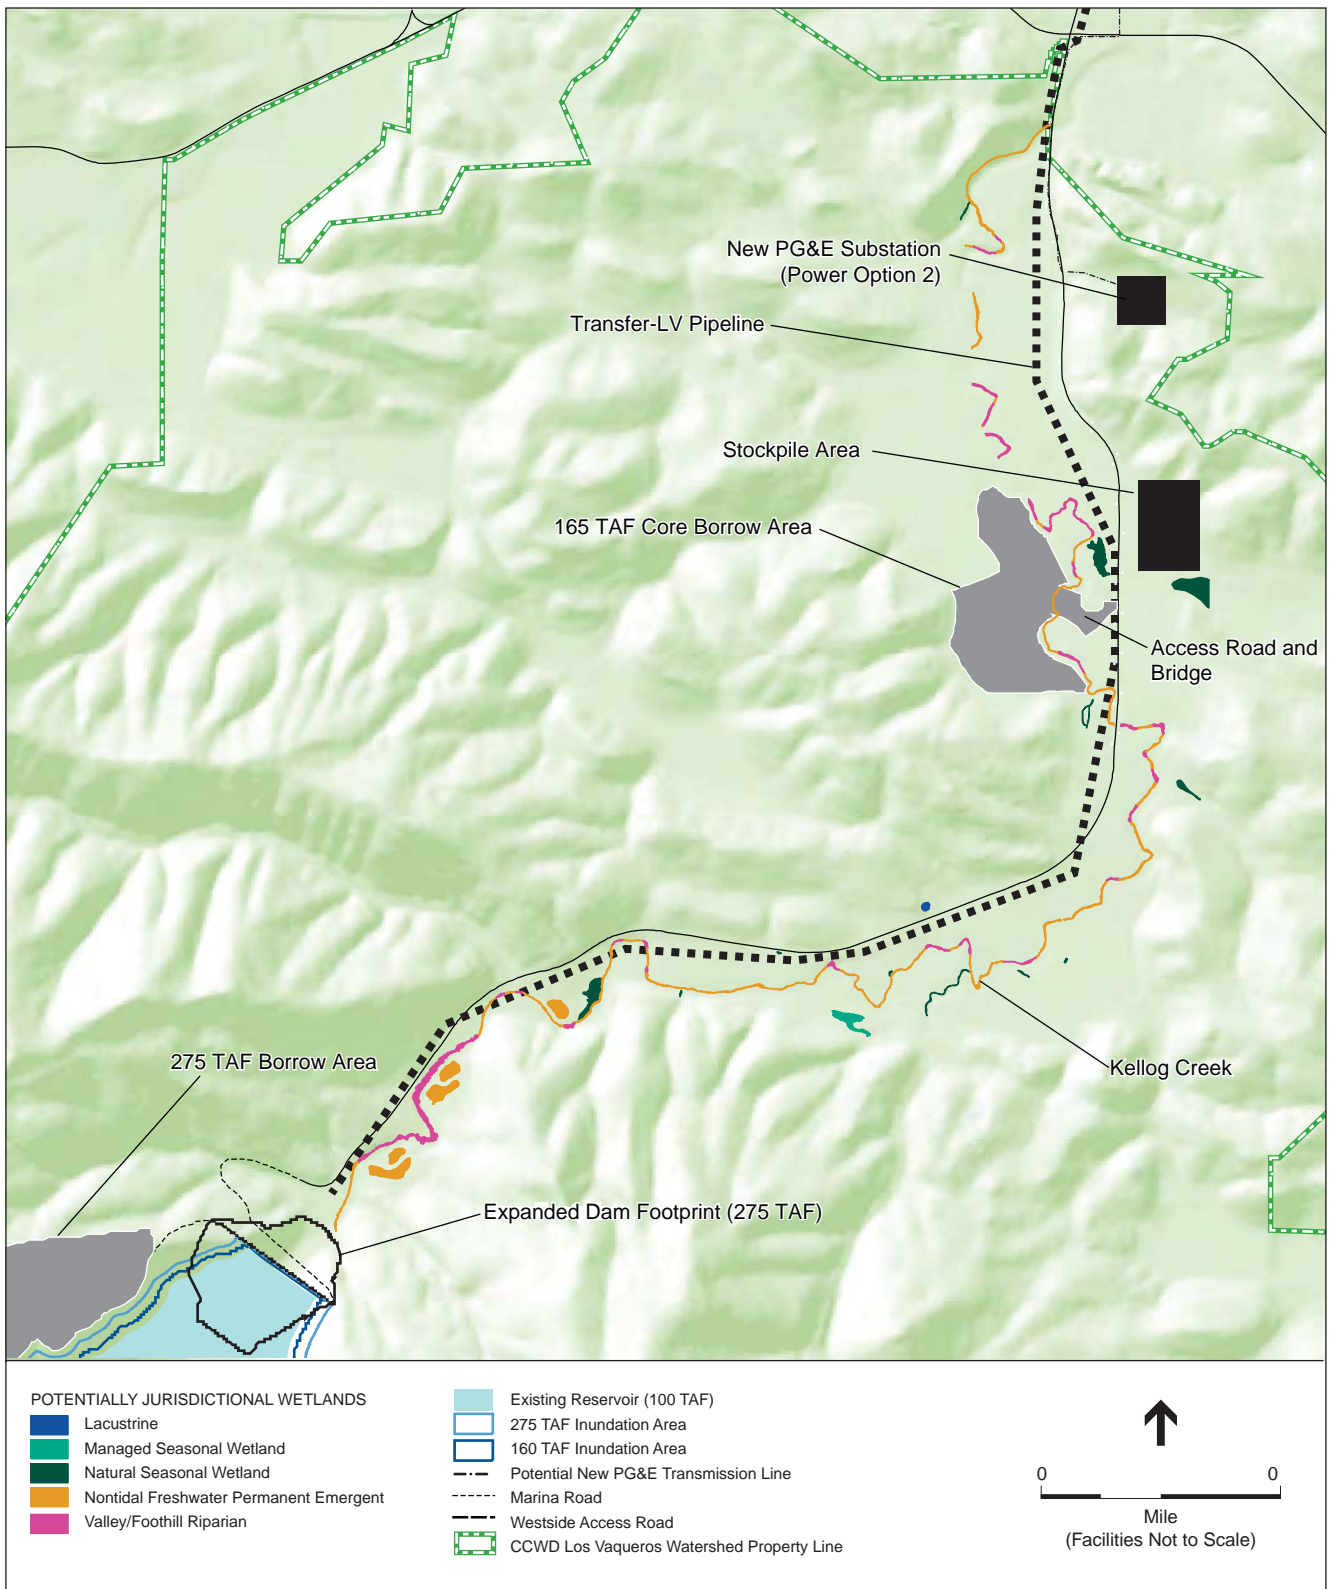 New PG&E Substation
(Power Option 2)
Transfer-LV Pipeline
Stockpile Area
165 TAF Core Borrow Area
Access Road and
Bridge
Kellog Creek
275 TAF Borrow Area
Expanded Dam Footprint (275 TAF)
POTENTIALLY JURISDICTIONAL WETLANDS
Lacustrine
Managed Seasonal Wetland
Natural Seasonal Wetland
Nontidal Freshwater Permanent Emergent
Valley/Foothill Riparian
Existing Reservoir (100 TAF)
275 TAF Inundation Area
160 TAF Inundation Area
Potential New PG&E Transmission Line
Marina Road
Westside Access Road
CCWD Los Vaqueros Watershed Property Line
0 0
Mile
(Facilities Not to Scale)